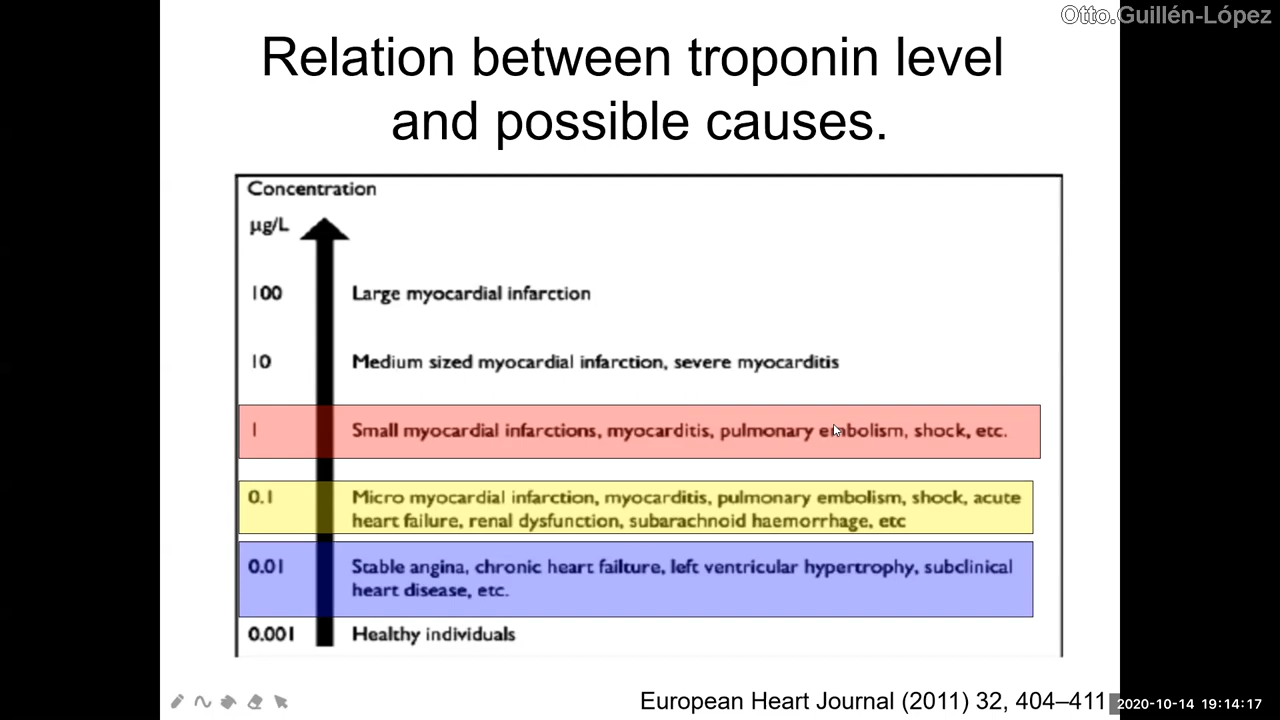 Otto.Guillén-López
Relation between troponin level
and possible causes.
Concentration
µg/L
100 Large myocardial infarction
10 Medium sized myocardial infarction, severe myocarditis
1 Small myocardial infarctions, myocarditis, pulmonary embolism, shock, etc.
0.1 Micro myocardial infarction, myocarditis, pulmonary embolism, shock, acute
heart failure, renal dysfunction, subarachnoid haemorrhage, etc
0.01 Stable angina, chronic heart failture, left ventricular hypertrophy, subclinical
heart disease, etc.
0.001 Healthy individuals
European Heart Journal (2011) 32, 404–411
2020-10-14 19:14:17